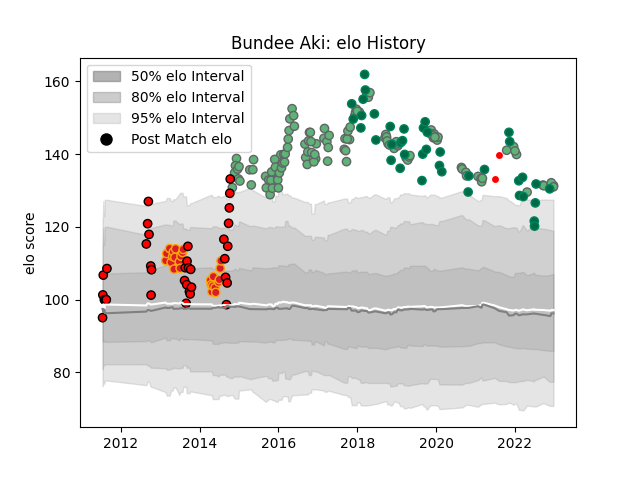 Bundee Aki: elo History
50% elo Interval
80% elo Interval
95% elo Interval
Post Match elo
elo score
160
140
120
100
80
2012 2014 2016 2018 2020 2022